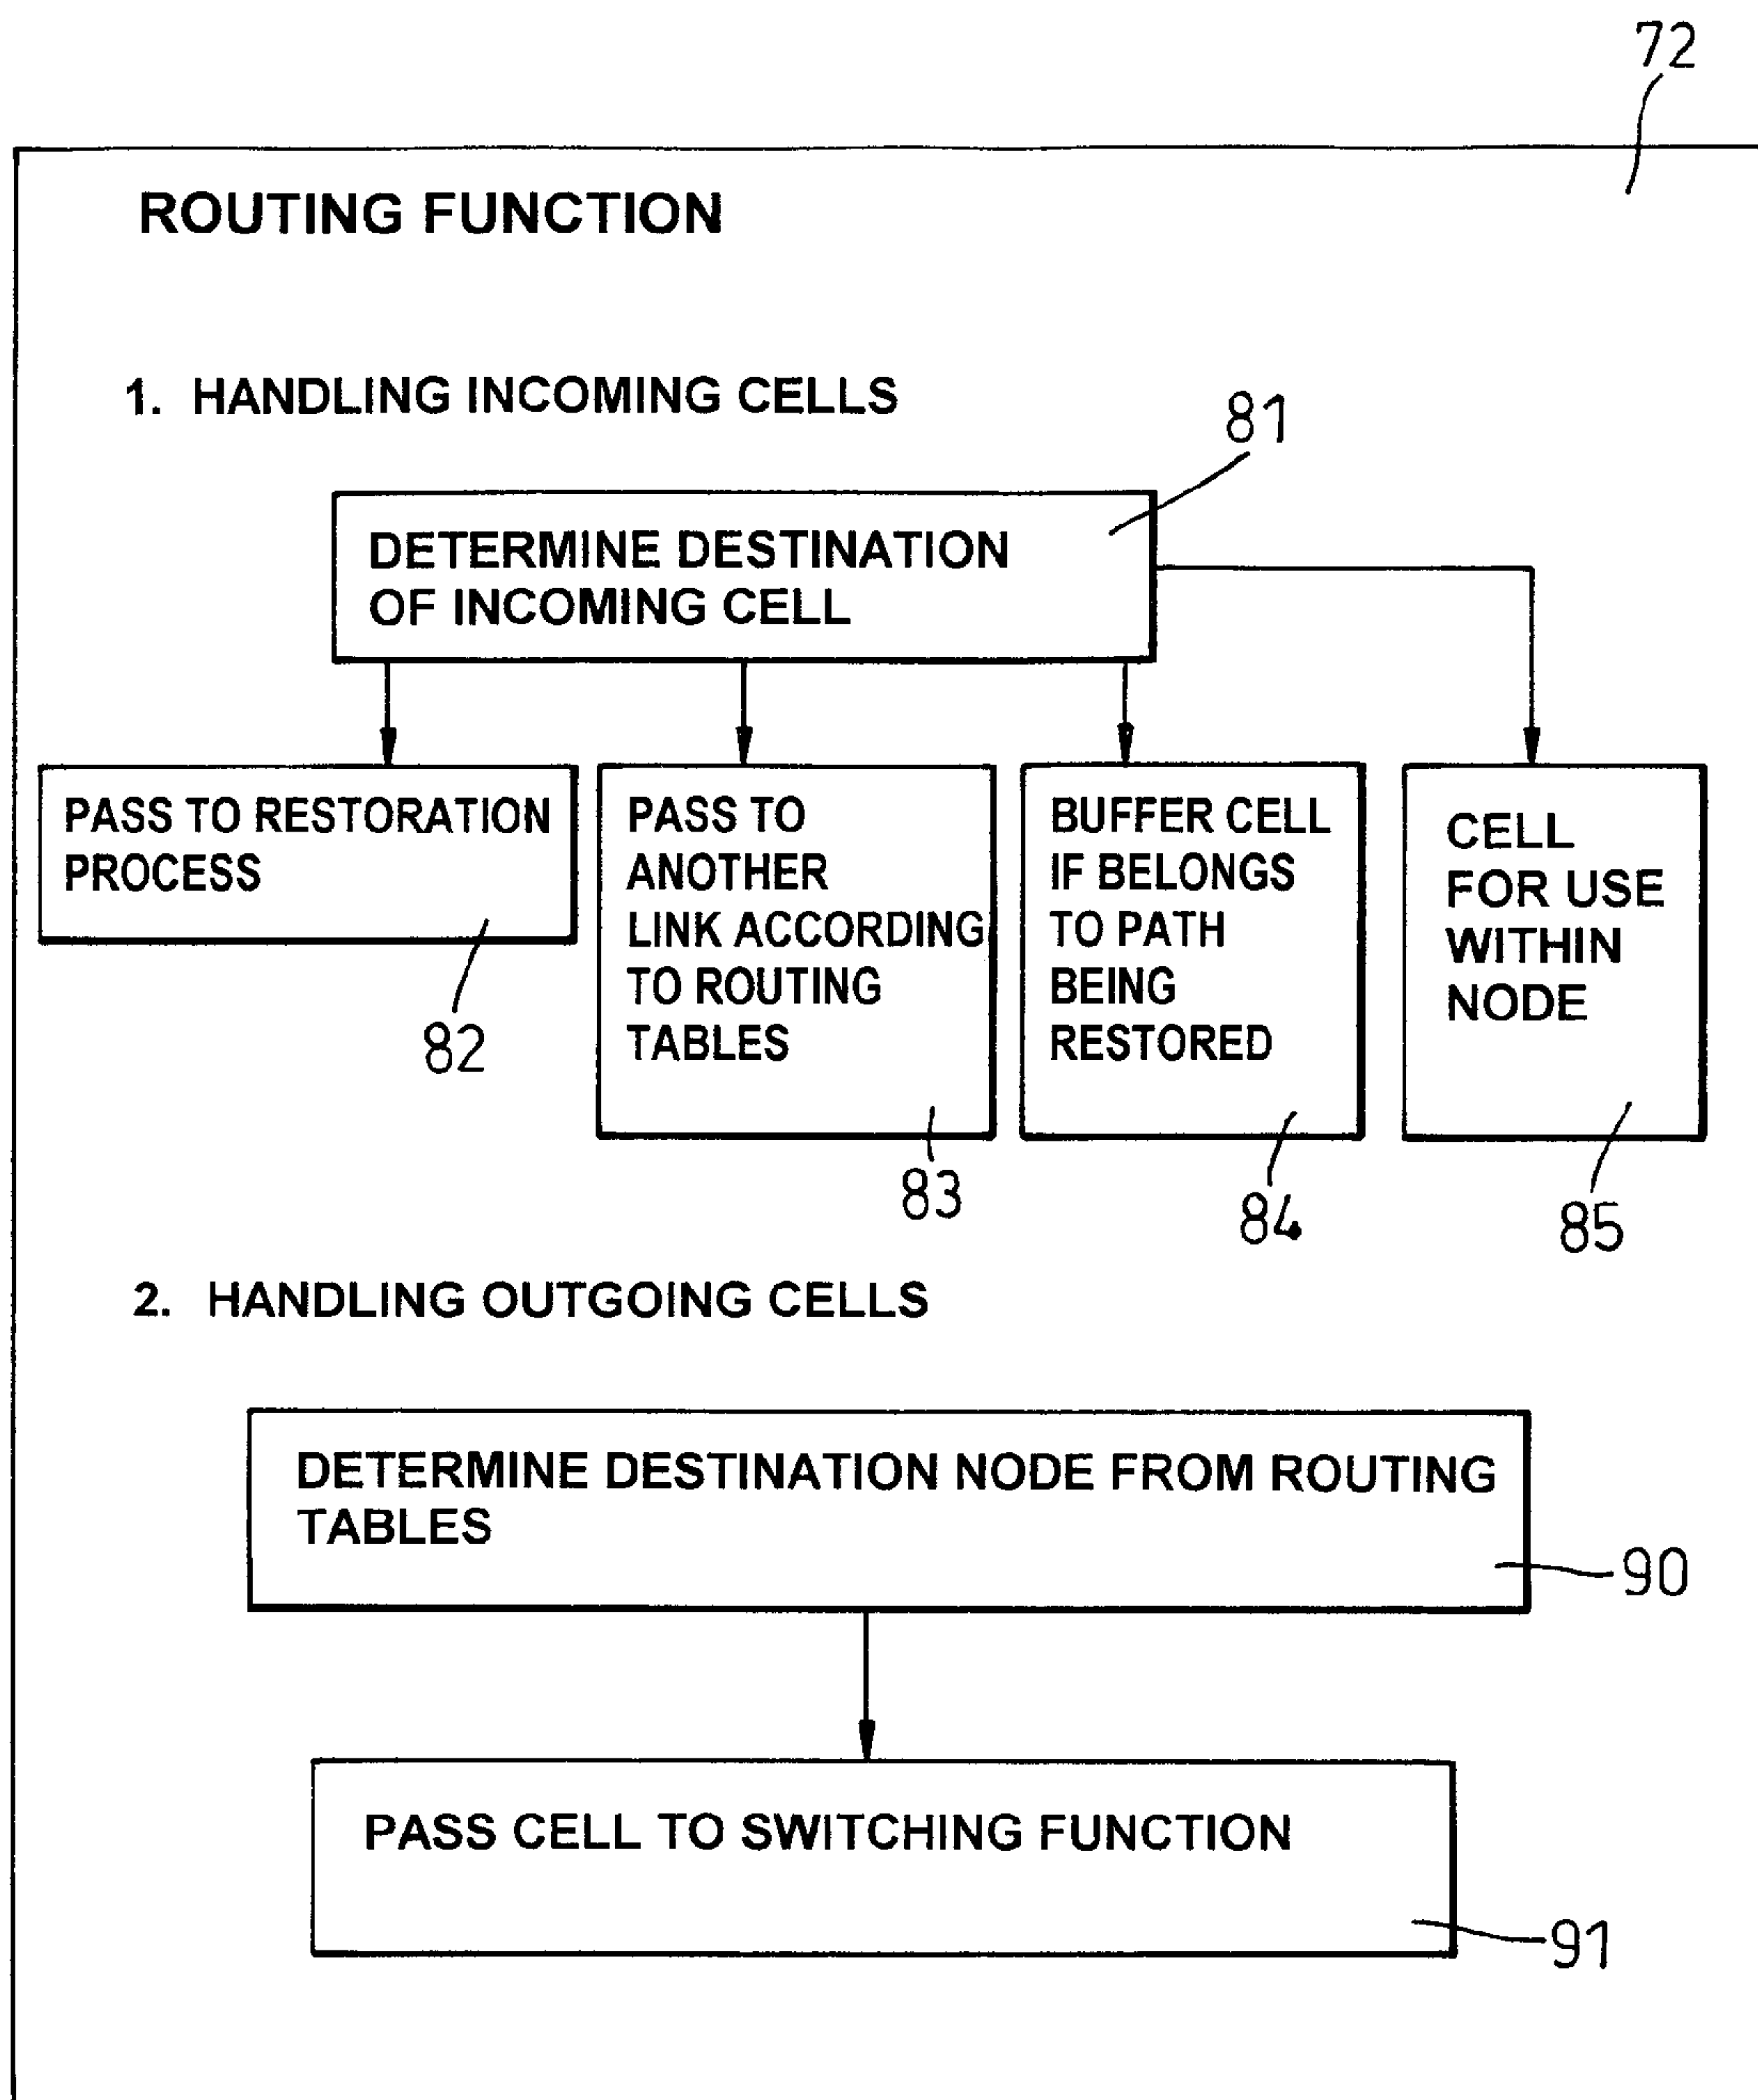 72
ROUTING FUNCTION
1. HANDLING INCOMING CELLS
81
DETERMINE DESTINATION
OF INCOMING CELL
PASS TO RESTORATION
PROCESS
82
PASS TO
ANOTHER
LINK ACCORDING
TO ROUTING
TABLES
83
BUFFER CELL
IF BELONGS
TO PATH
BEING
RESTORED
84
CELL
FOR USE
WITHIN
NODE
85
2. HANDLING OUTGOING CELLS
DETERMINE DESTINATION NODE FROM ROUTING
TABLES
90
PASS CELL TO SWITCHING FUNCTION
91